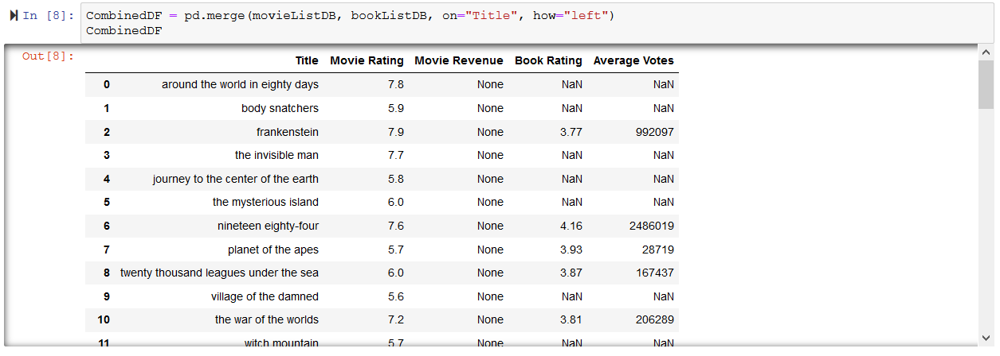 In [8]: CombinedDF = pd.merge(movieListDB, bookListDB, on="Title", how="left")
CombinedDF
Out[8]:
Title Movie Rating Movie Revenue Book Rating Average Votes
0 around the world in eighty days 7.8 None NaN NaN
1 body snatchers 5.9 None NaN NaN
2 frankenstein 7.9 None 3.77 992097
3 the invisible man 7.7 None NaN NaN
4 journey to the center of the earth 5.8 None NaN NaN
5 the mysterious island 6.0 None NaN NaN
6 nineteen eighty-four 7.6 None 4.16 2486019
7 planet of the apes 5.7 None 3.93 28719
8 twenty thousand leagues under the sea 6.0 None 3.87 167437
9 village of the damned 5.6 None NaN NaN
10 the war of the worlds 7.2 None 3.81 206289
11 witch mountain 5.7 None NaN NaN